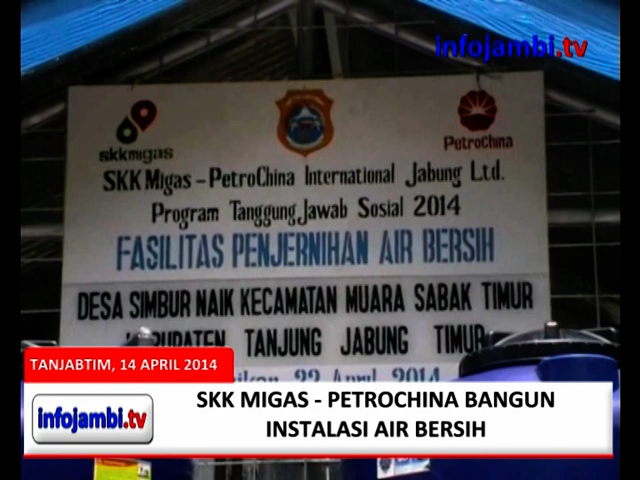 infojambi.tv
skkmigas
PETROCHINA
SKK MIGAS - PETROCHINA INTERNATIONAL JABUNG LTD.
PROGRAM TANGGUNG JAWAB SOSIAL 2014
FASILITAS PENJERNIHAN AIR BERSIH
DESA SIMBUR NAIK KECAMATAN MUARA SABAK TIMUR
TANJUNG JABUNG TIMUR
22 April 2014
TANJABTIM, 14 APRIL 2014
infojambi.tv
SKK MIGAS - PETROCHINA BANGUN
INSTALASI AIR BERSIH